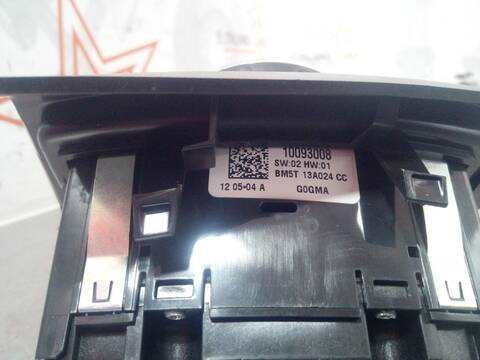 10093008
SW:02 HW:01
BM5T 13A024 CC
12 05-04 A G0GMA